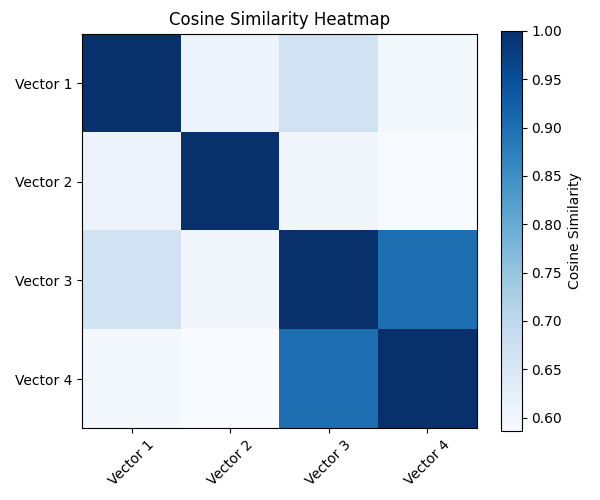 Cosine Similarity Heatmap
Vector 1
Vector 2
Vector 3
Vector 4
Vector 1
Vector 2
Vector 3
Vector 4
1.00
0.95
0.90
0.85
0.80
0.75
0.70
0.65
0.60
Cosine Similarity